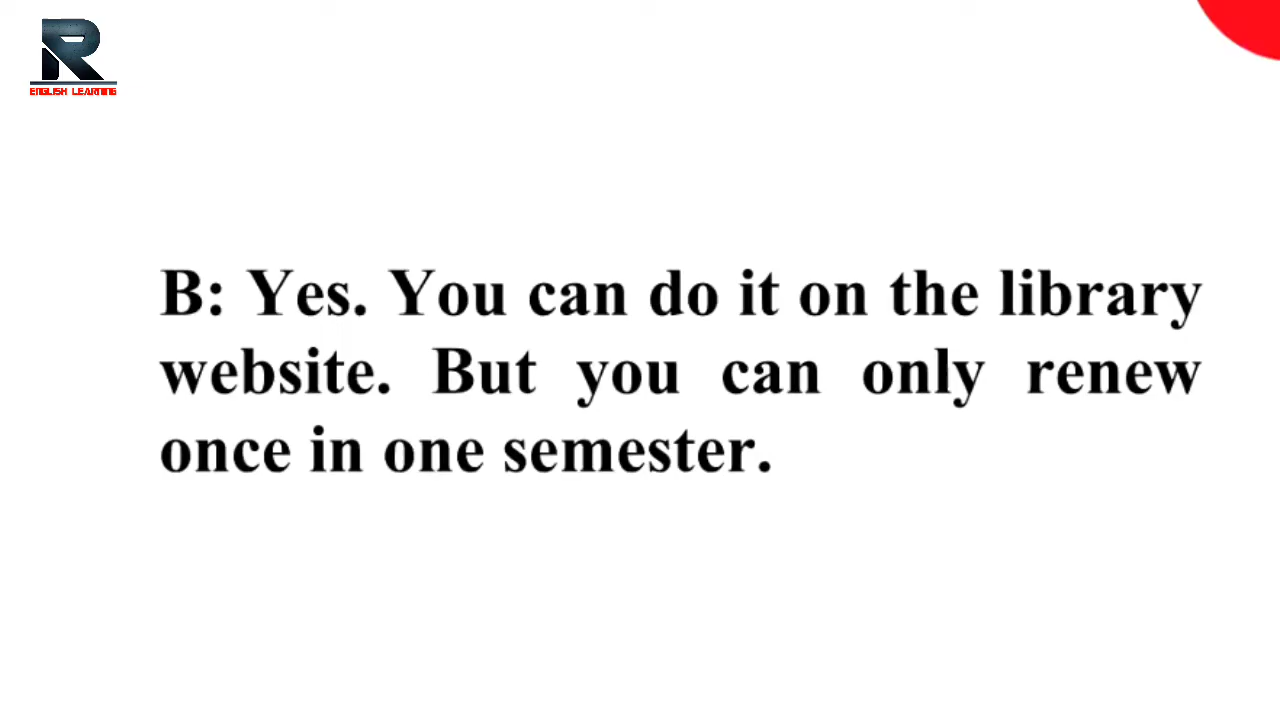 R
ENGLISH LEARNING
B: Yes. You can do it on the library
website. But you can only renew
once in one semester.